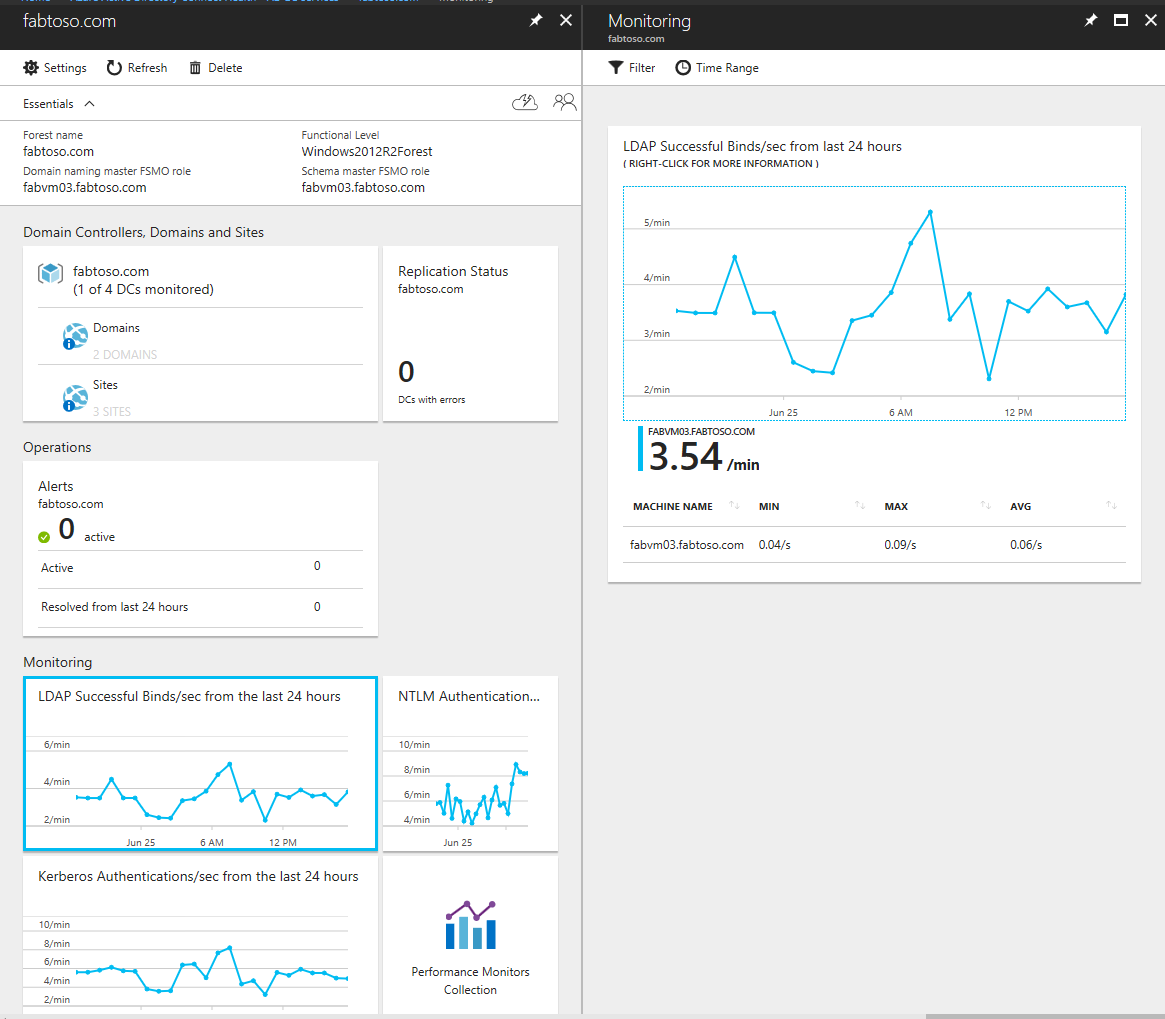 fabtoso.com
Settings
Refresh
Delete
Essentials
Forest name
fabtoso.com
Functional Level
Windows2012R2Forest
Domain naming master FSMO role
fabvm03.fabtoso.com
Schema master FSMO role
fabvm03.fabtoso.com
Domain Controllers, Domains and Sites
fabtoso.com
(1 of 4 DCs monitored)
Domains
2 DOMAINS
Sites
3 SITES
Replication Status
fabtoso.com
0
DCs with errors
Operations
Alerts
fabtoso.com
0 active
Active 0
Resolved from last 24 hours 0
Monitoring
LDAP Successful Binds/sec from the last 24 hours
6/min
4/min
2/min
Jun 25 6 AM 12 PM
NTLM Authentication...
10/min
8/min
6/min
4/min
Jun 25
Kerberos Authentications/sec from the last 24 hours
10/min
8/min
6/min
4/min
2/min
Performance Monitors
Collection
Monitoring
fabtoso.com
Filter
Time Range
LDAP Successful Binds/sec from last 24 hours
( RIGHT-CLICK FOR MORE INFORMATION )
5/min
4/min
3/min
2/min
Jun 25 6 AM 12 PM
FABVM03.FABTOSO.COM
3.54 /min
MACHINE NAME MIN MAX AVG
fabvm03.fabtoso.com 0.04/s 0.09/s 0.06/s